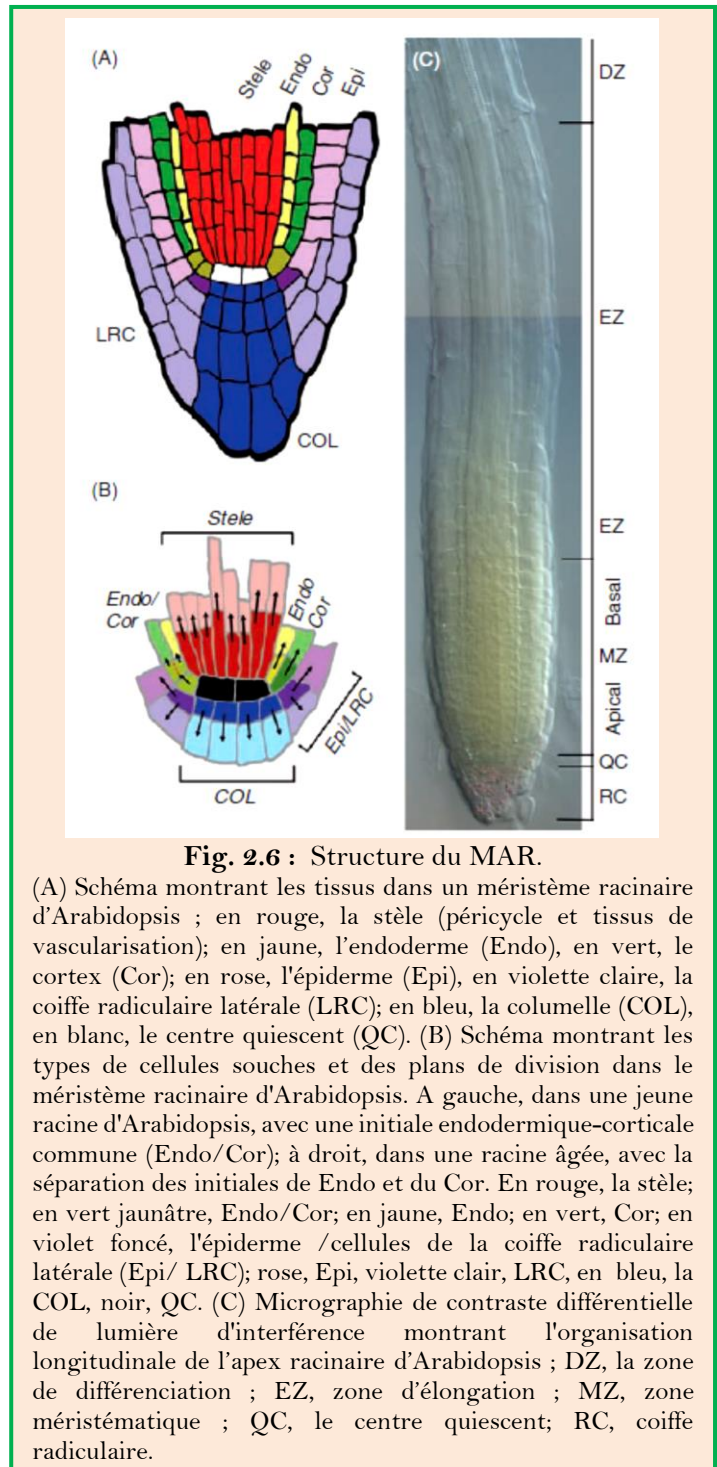 (A)
Stele
Endo
Cor
Epi
LRC
COL
(B)
Stele
Endo/
Cor
Endo
Cor
Epi/LRC
COL
(C)
DZ
EZ
EZ
Basal
MZ
Apical
QC
RC
Fig. 2.6 : Structure du MAR.
(A) Schéma montrant les tissus dans un méristème racinaire
d'Arabidopsis ; en rouge, la stèle (péricycle et tissus de
vascularisation); en jaune, l'endoderme (Endo), en vert, le
cortex (Cor); en rose, l'épiderme (Epi), en violette claire, la
coiffe radiculaire latérale (LRC); en bleu, la columelle (COL),
en blanc, le centre quiescent (QC). (B) Schéma montrant les
types de cellules souches et des plans de division dans le
méristème racinaire d'Arabidopsis. A gauche, dans une jeune
racine d'Arabidopsis, avec une initiale endodermique-corticale
commune (Endo/Cor); à droit, dans une racine âgée, avec la
séparation des initiales de Endo et du Cor. En rouge, la stèle;
en vert jaunâtre, Endo/Cor; en jaune, Endo; en vert, Cor; en
violet foncé, l'épiderme /cellules de la coiffe radiculaire
latérale (Epi/ LRC); rose, Epi, violette clair, LRC, en bleu, la
COL, noir, QC. (C) Micrographie de contraste différentielle
de lumière d'interférence montrant l'organisation
longitudinale de l'apex racinaire d'Arabidopsis ; DZ, la zone
de différenciation ; EZ, zone d'élongation ; MZ, zone
méristématique ; QC, le centre quiescent; RC, coiffe
radiculaire.